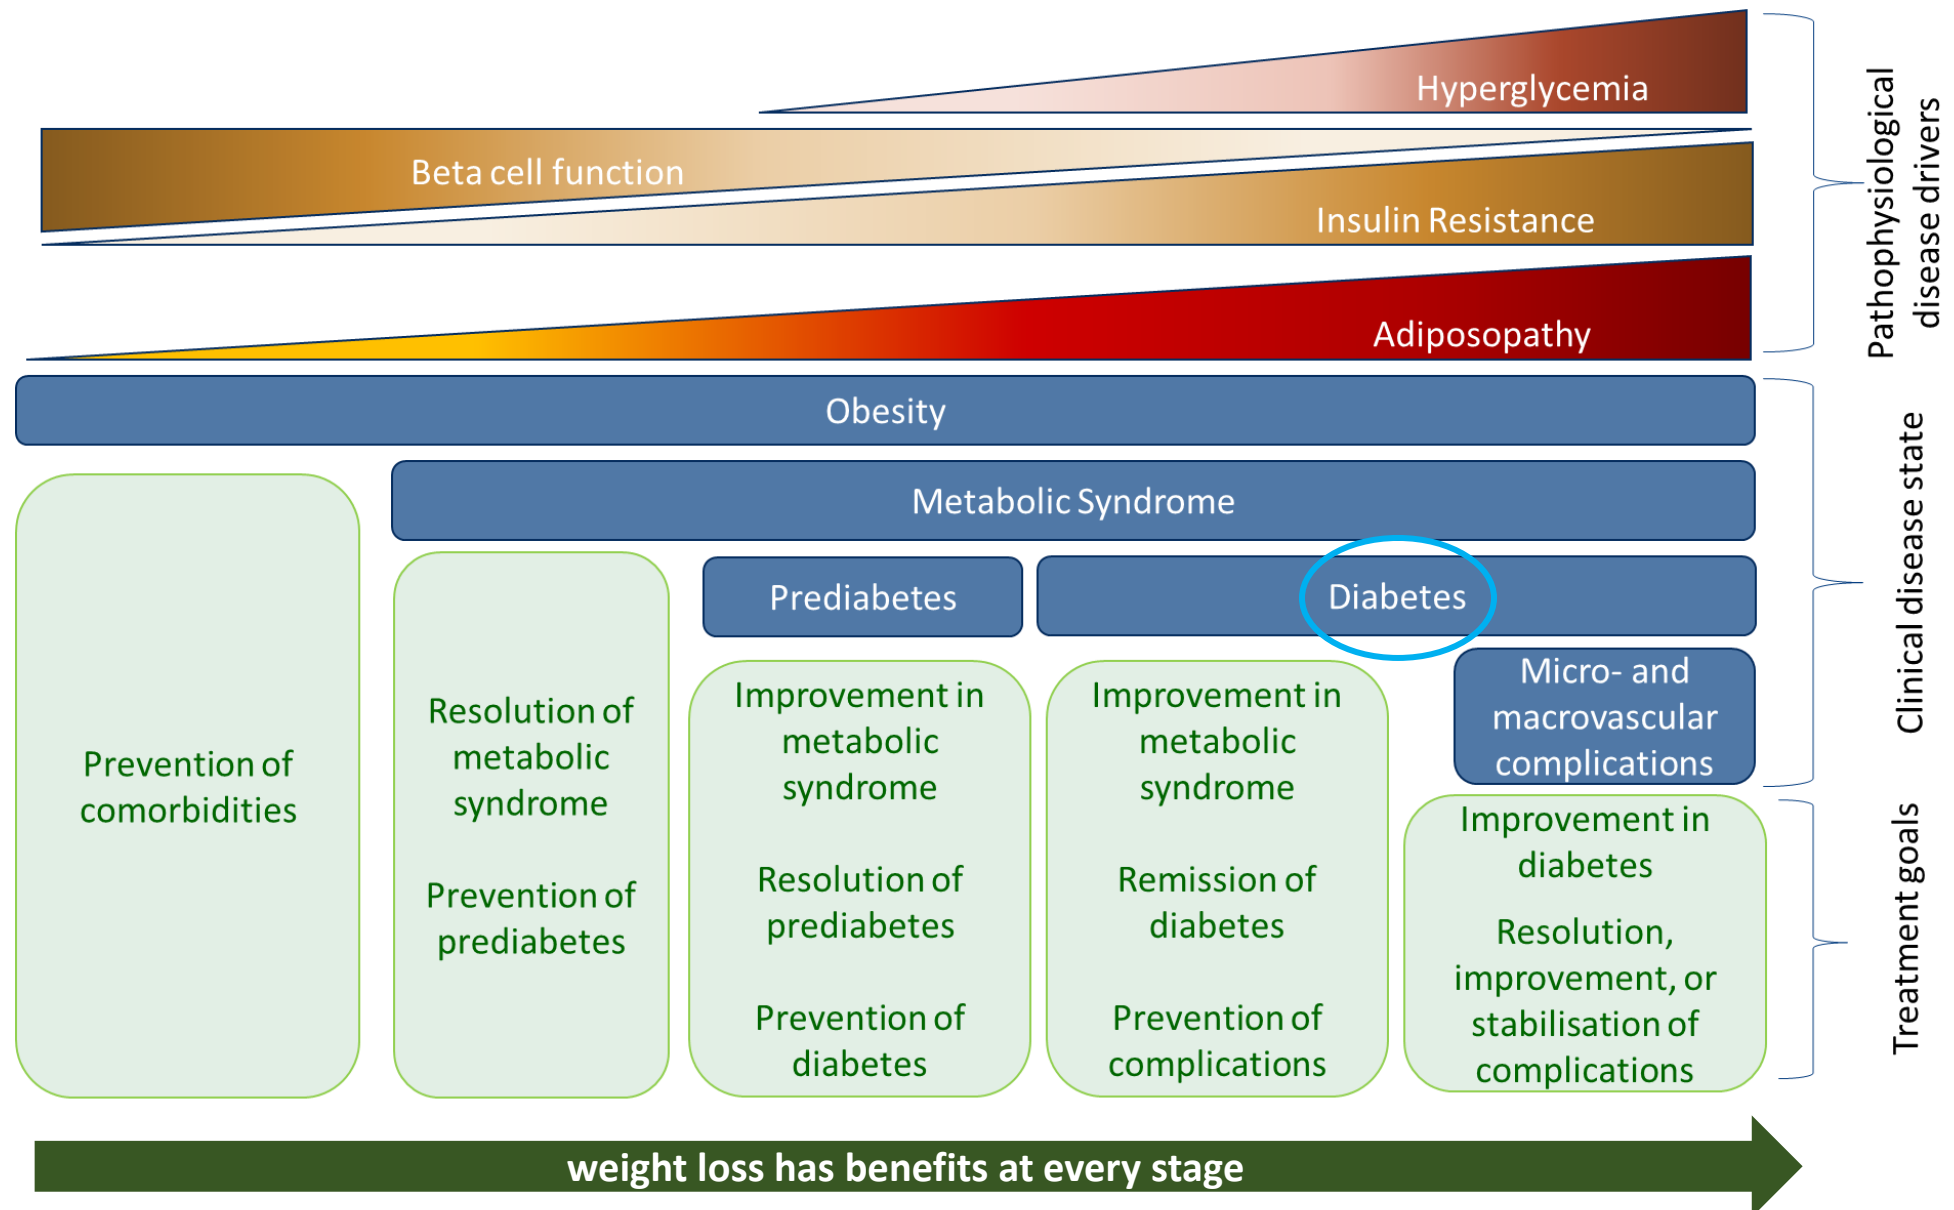 Hyperglycemia
Beta cell function
Insulin Resistance
Adiposopathy
Pathophysiological
disease drivers
Obesity
Metabolic Syndrome
Prediabetes
Diabetes
Micro- and
macrovascular
complications
Clinical disease state
Prevention of
comorbidities
Resolution of
metabolic
syndrome
Prevention of
prediabetes
Improvement in
metabolic
syndrome
Resolution of
prediabetes
Prevention of
diabetes
Improvement in
metabolic
syndrome
Remission of
diabetes
Prevention of
complications
Improvement in
diabetes
Resolution,
improvement, or
stabilisation of
complications
Treatment goals
weight loss has benefits at every stage